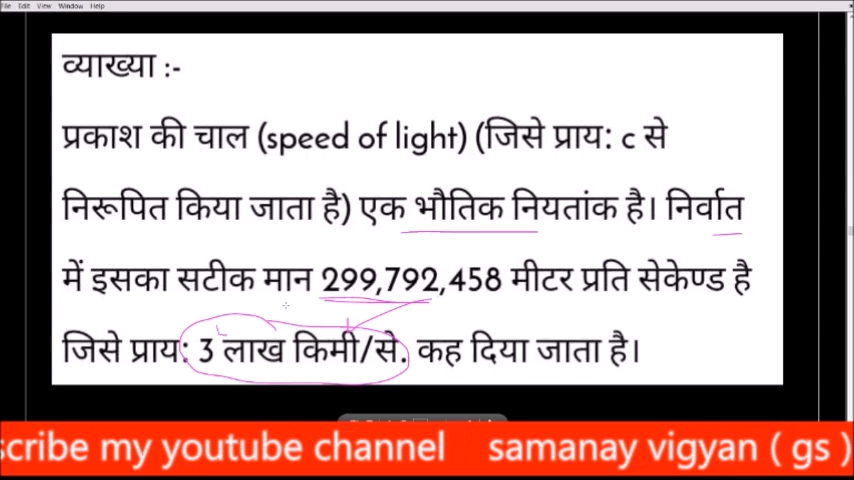 File Edit View Window Help
व्याख्या :-
प्रकाश की चाल (speed of light) (जिसे प्राय: c से
निरूपित किया जाता है) एक भौतिक नियतांक है। निर्वात
में इसका सटीक मान 299,792,458 मीटर प्रति सेकेण्ड है
जिसे प्राय: 3 लाख किमी/से. कह दिया जाता है।
scribe my youtube channel samanay vigyan ( gs )